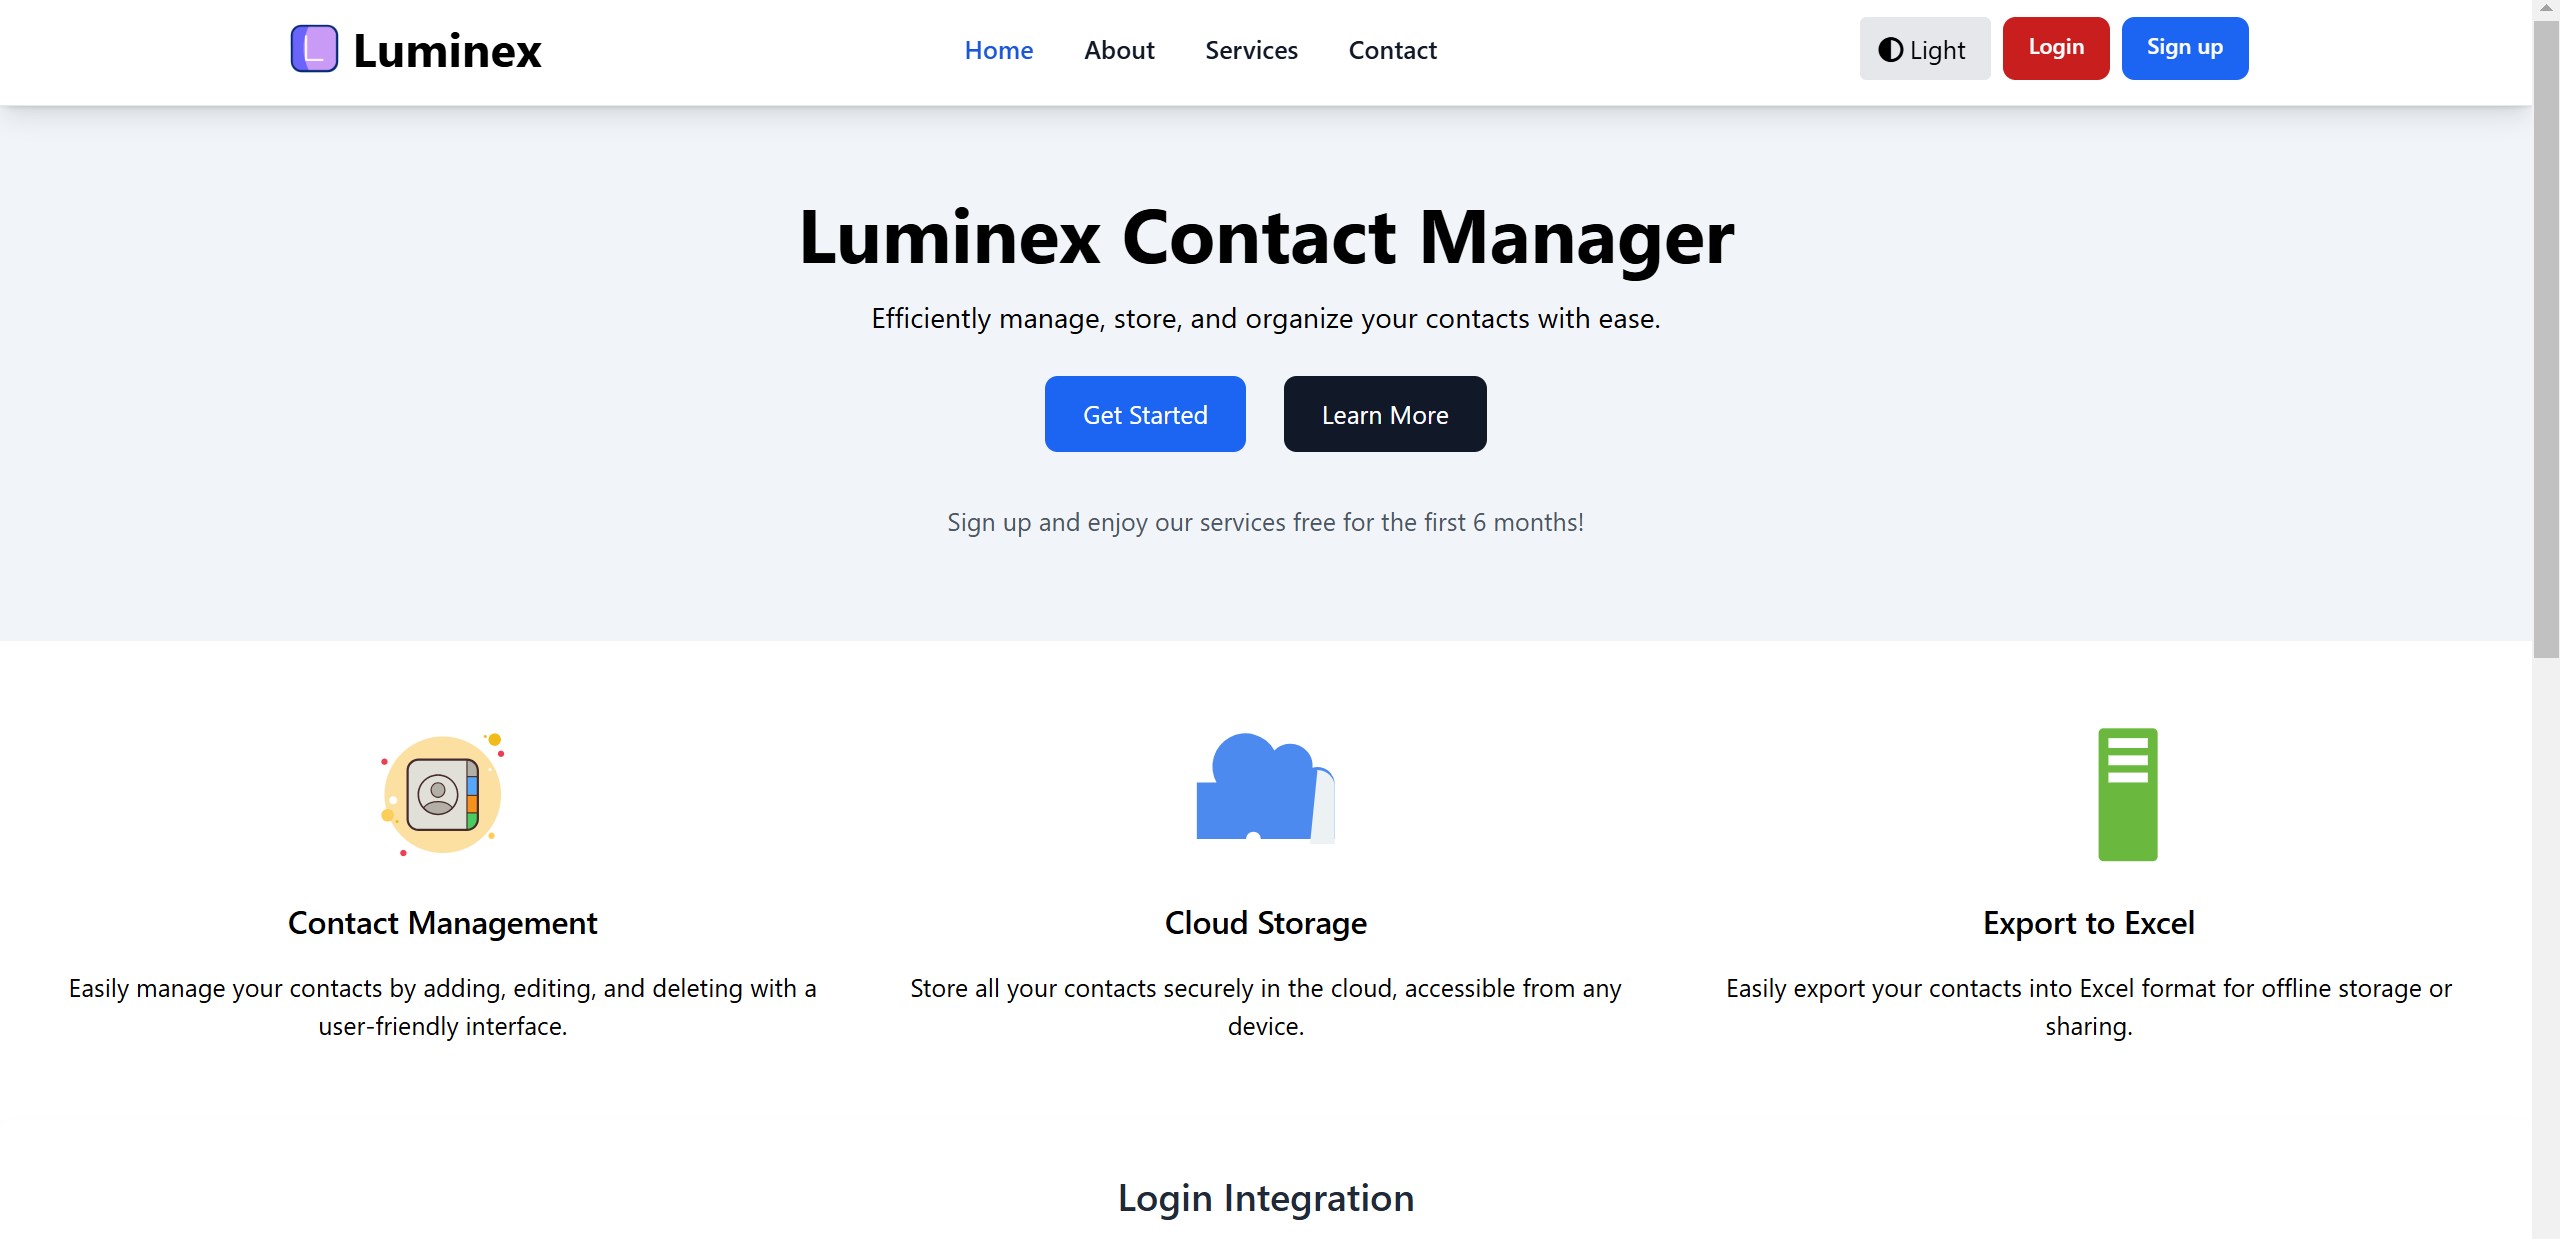 L Luminex
Home About Services Contact
Light Login Sign up
Luminex Contact Manager
Efficiently manage, store, and organize your contacts with ease.
Get Started Learn More
Sign up and enjoy our services free for the first 6 months!
Contact Management
Easily manage your contacts by adding, editing, and deleting with a
user-friendly interface.
Cloud Storage
Store all your contacts securely in the cloud, accessible from any
device.
Export to Excel
Easily export your contacts into Excel format for offline storage or
sharing.
Login Integration